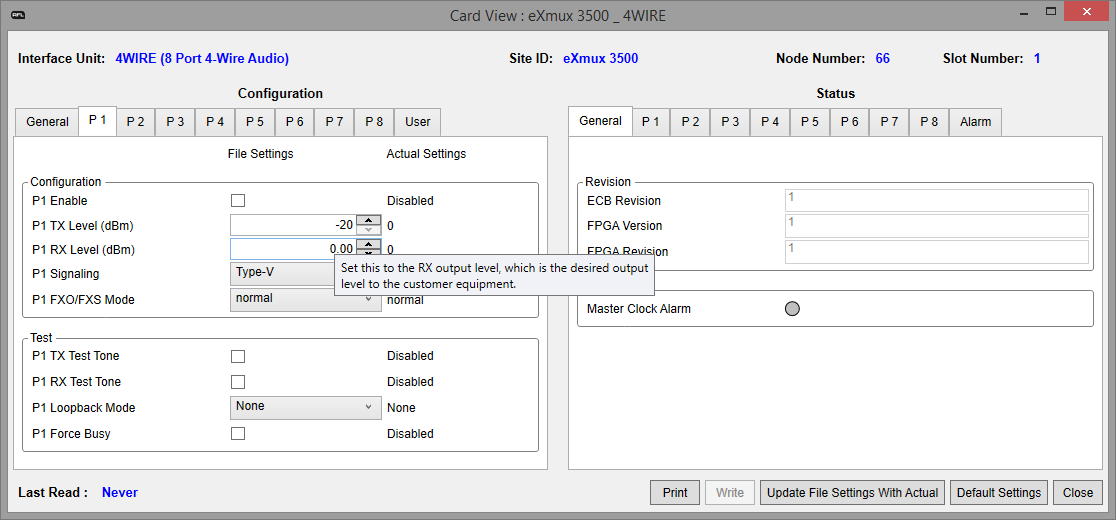 AFL
Card View : eXmux 3500 _ 4WIRE
Interface Unit: 4WIRE (8 Port 4-Wire Audio) Site ID: eXmux 3500 Node Number: 66 Slot Number: 1
Configuration
General P 1 P 2 P 3 P 4 P 5 P 6 P 7 P 8 User
File Settings Actual Settings
Configuration
P1 Enable Disabled
P1 TX Level (dBm) -20 0
P1 RX Level (dBm) 0.00 0
Set this to the RX output level, which is the desired output
level to the customer equipment.
P1 Signaling Type-V
P1 FXO/FXS Mode normal normal
Test
P1 TX Test Tone Disabled
P1 RX Test Tone Disabled
P1 Loopback Mode None None
P1 Force Busy Disabled
Status
General P 1 P 2 P 3 P 4 P 5 P 6 P 7 P 8 Alarm
Revision
ECB Revision 1
FPGA Version 1
FPGA Revision 1
Master Clock Alarm
Last Read : Never
Print Write Update File Settings With Actual Default Settings Close